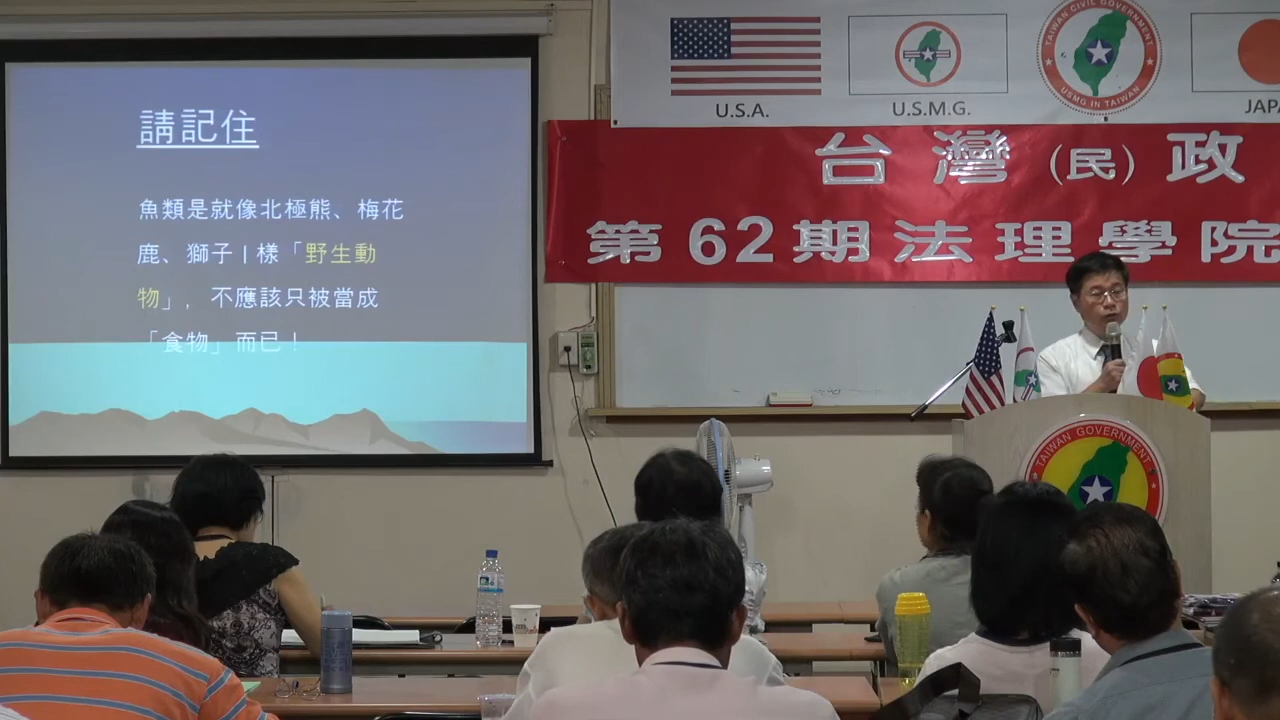 請記住
魚類是就像北極熊、梅花
鹿、獅子一樣「野生動
物」，不應該只被當成
「食物」而已！
U.S.A.
U.S.M.G.
TAIWAN CIVIL GOVERNMENT
USMG IN TAIWAN
JAPA
台灣(民)政
第62期法理學院
TAIWAN GOVERNMENT